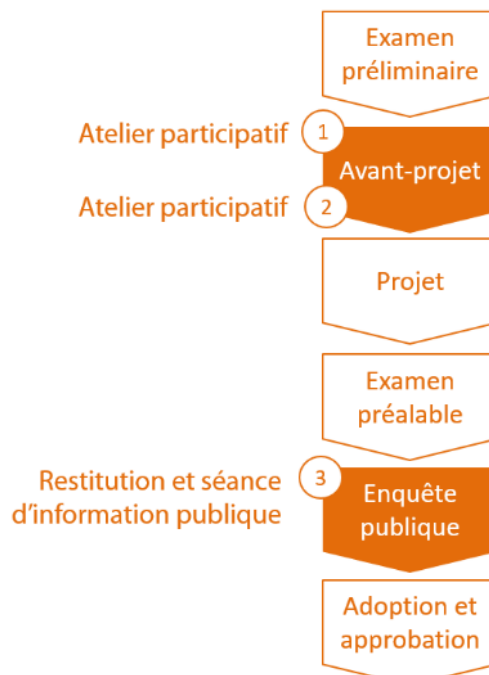 Examen
préliminaire
Atelier participatif 1
Avant-projet
Atelier participatif 2
Projet
Examen
préalable
Restitution et séance
d'information publique
3
Enquête
publique
Adoption et
approbation